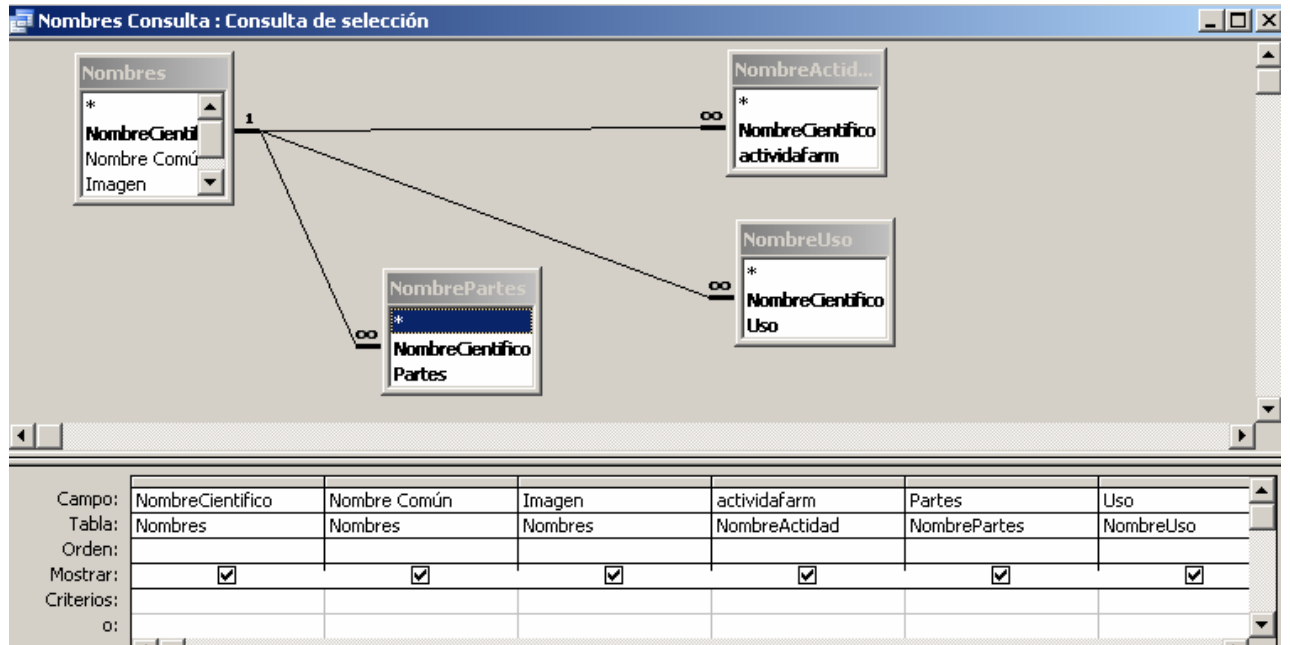 Nombres Consulta : Consulta de selección
Nombres
*
NombreCientif
Nombre Comú
Imagen
1
NombreActid...
*
NombreCientifico
actividafarm
∞
NombreUso
*
NombreCientifico
Uso
∞
NombrePartes
*
NombreCientifico
Partes
∞
Campo: NombreCientifico Nombre Común Imagen actividafarm Partes Uso
Tabla: Nombres Nombres Nombres NombreActidad NombrePartes NombreUso
Orden:
Mostrar:
Criterios:
o: